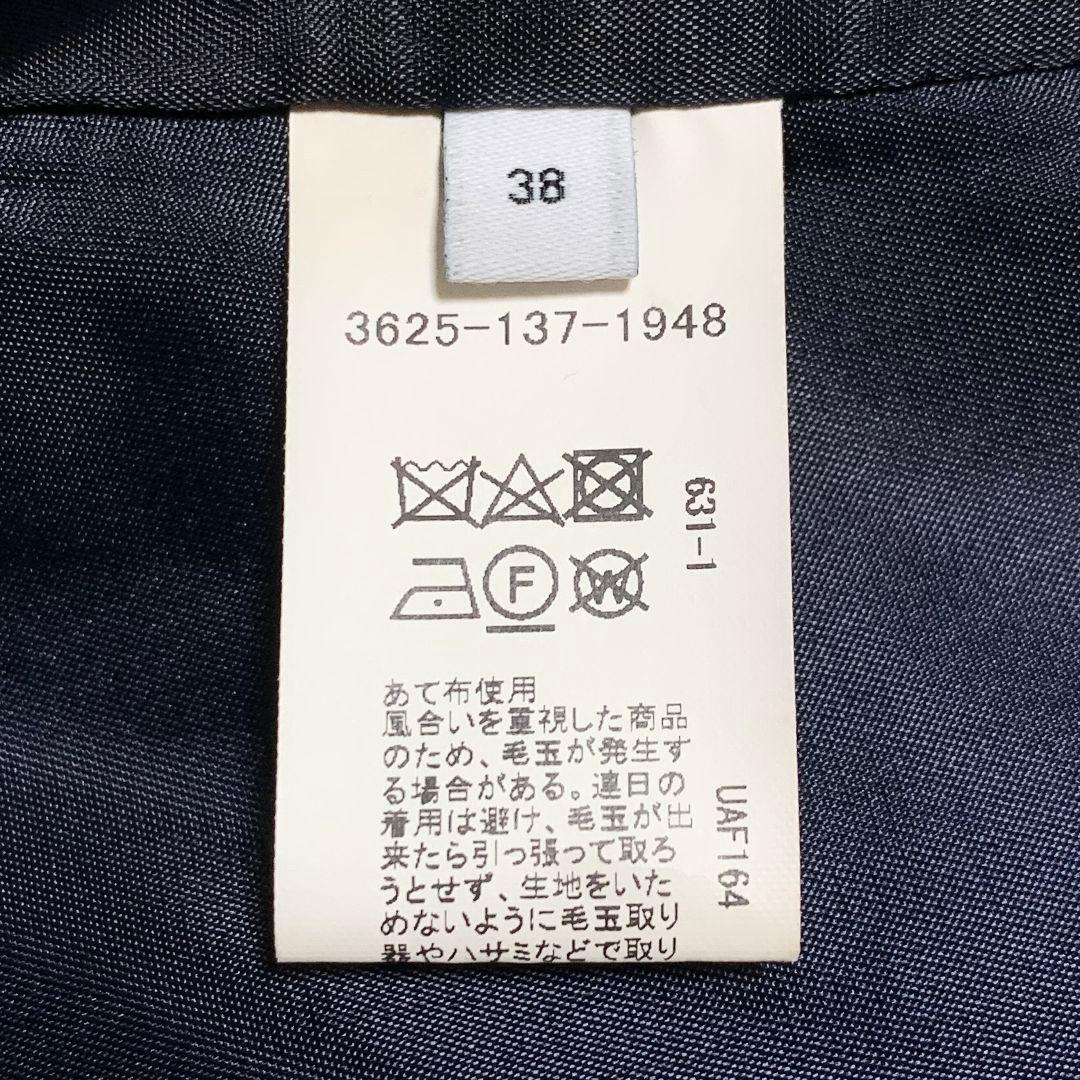 38
3625-137-1948
631-1
F
W
あて布使用
風合いを重視した商品
のため、毛玉が発生す
る場合がある。連日の
着用は避け、毛玉が出
来たら引っ張って取ろ
うとせず、生地をいた
めないように毛玉取り
器やハサミなどで取り
UAF164